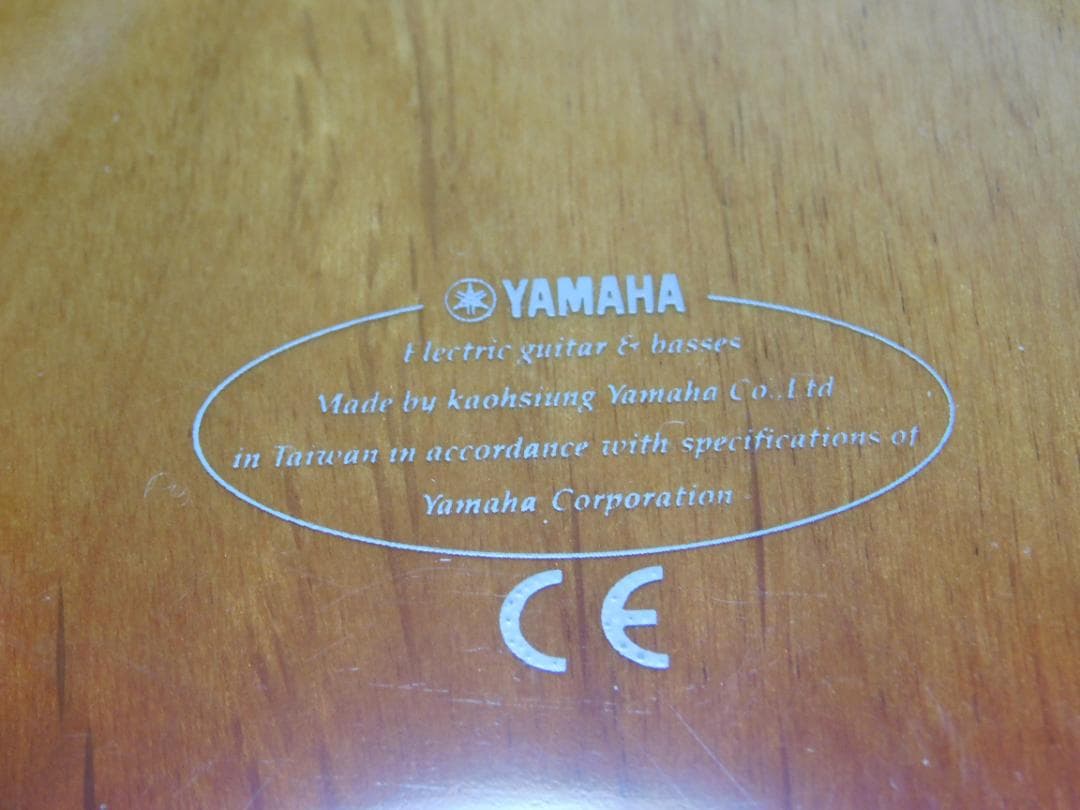 YAMAHA
Electric guitar & basses
Made by kaohsiung Yamaha Co.,Ltd
in Taiwan in accordance with specifications of
Yamaha Corporation
CE